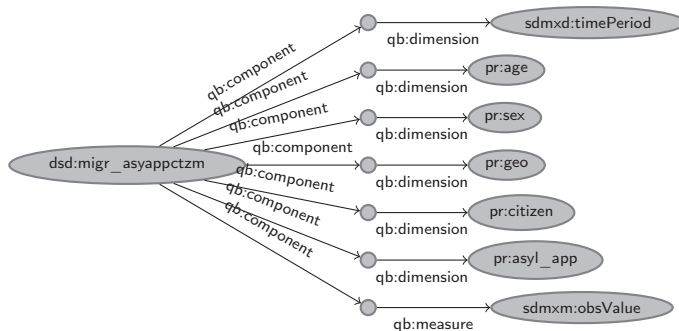 sdmxd:timePeriod
qb:component
qb:dimension
pr:age
qb:component
qb:dimension
pr:sex
qb:component
qb:dimension
dsd:migr_asyappctzm
qb:component
pr:geo
qb:dimension
qb:component
pr:citizen
qb:dimension
qb:component
pr:asyl_app
qb:dimension
qb:component
sdmxm:obsValue
qb:measure